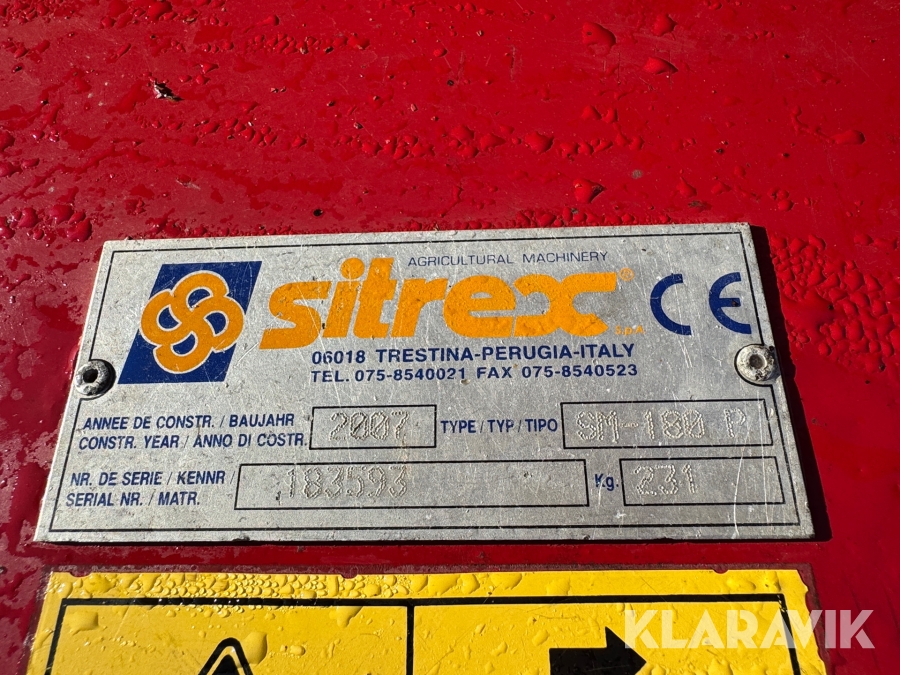 AGRICULTURAL MACHINERY
sitrex® s.p.a. CE
06018 TRESTINA-PERUGIA-ITALY
TEL. 075-8540021 FAX 075-8540523
ANNEE DE CONSTR. / BAUJAHR
CONSTR. YEAR / ANNO DI COSTR. 2007 TYPE / TYP / TIPO SM-180 P
NR. DE SERIE / KENNR /
SERIAL NR. / MATR. 183593 Kg. 231
KLARAVIK